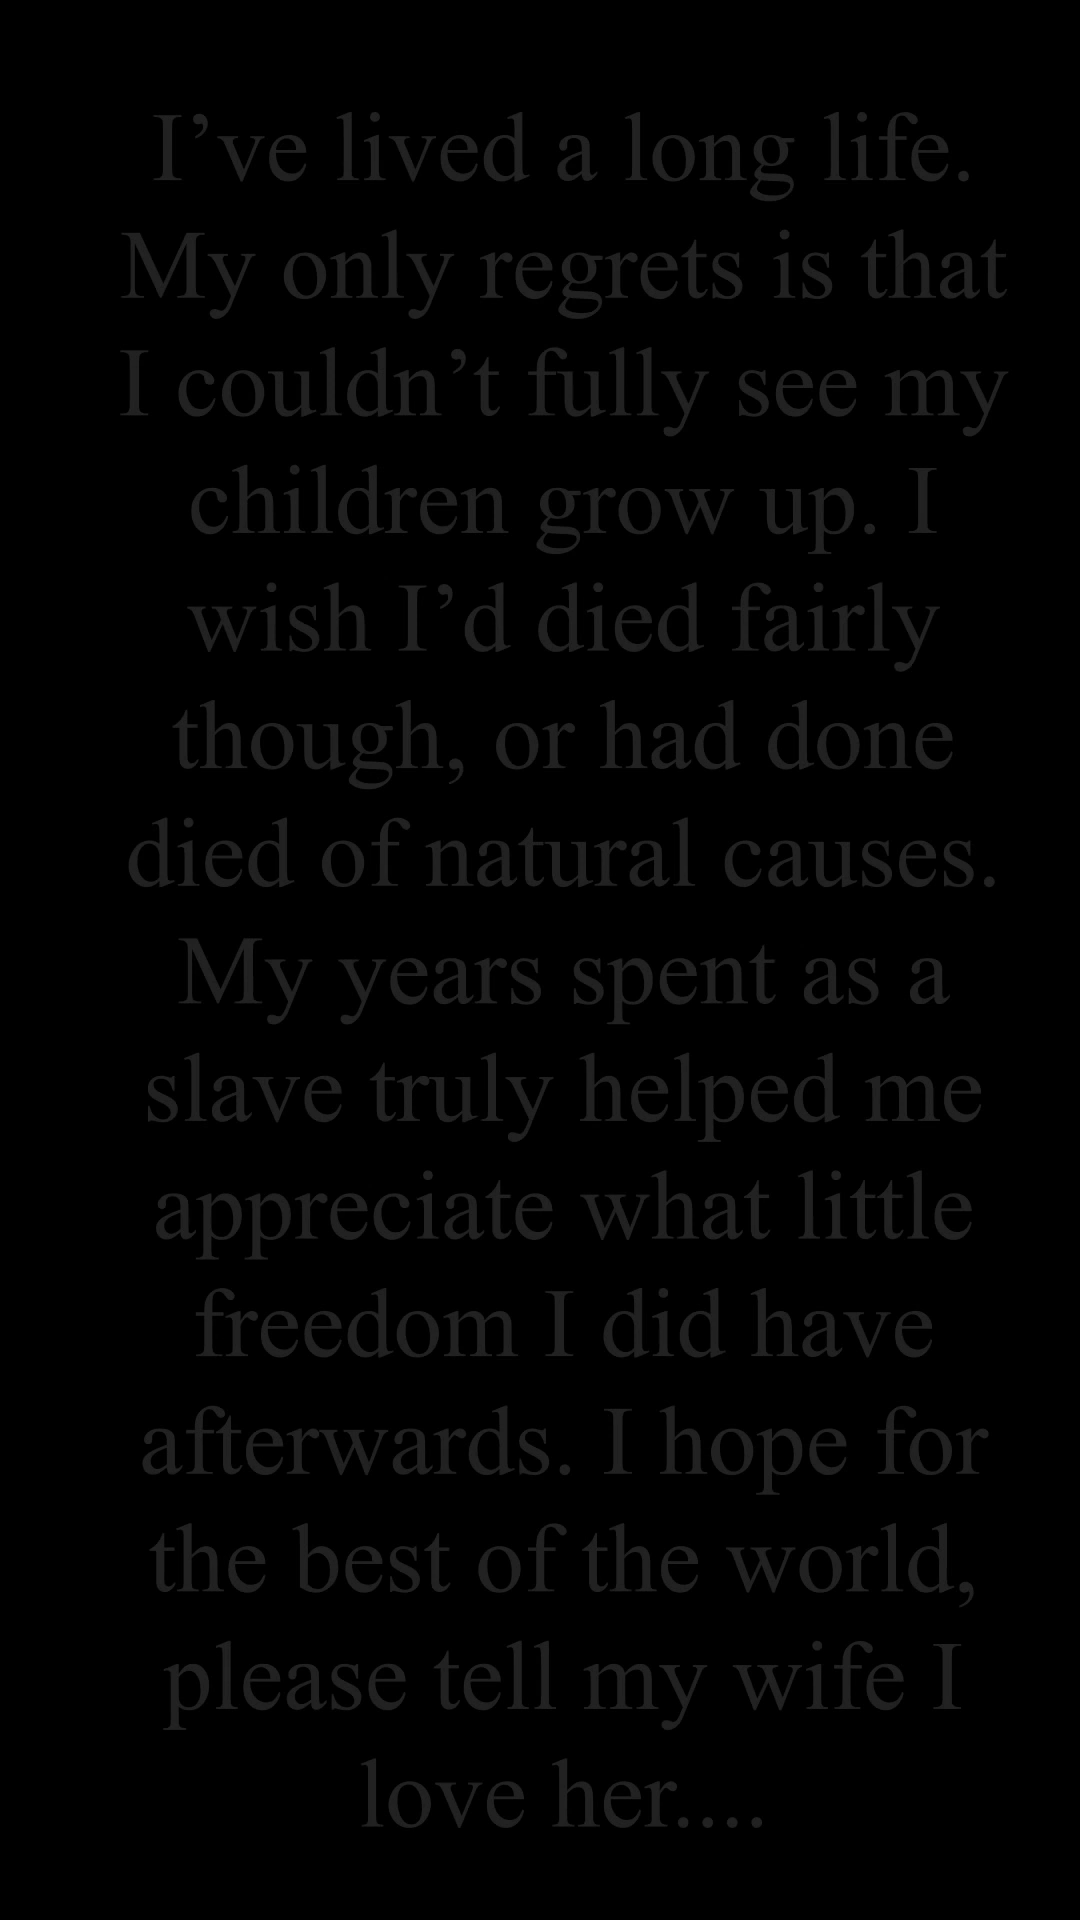 I’ve lived a long life.
My only regrets is that
I couldn’t fully see my
children grow up. I
wish I’d died fairly
though, or had done
died of natural causes.
My years spent as a
slave truly helped me
appreciate what little
freedom I did have
afterwards. I hope for
the best of the world,
please tell my wife I
love her....